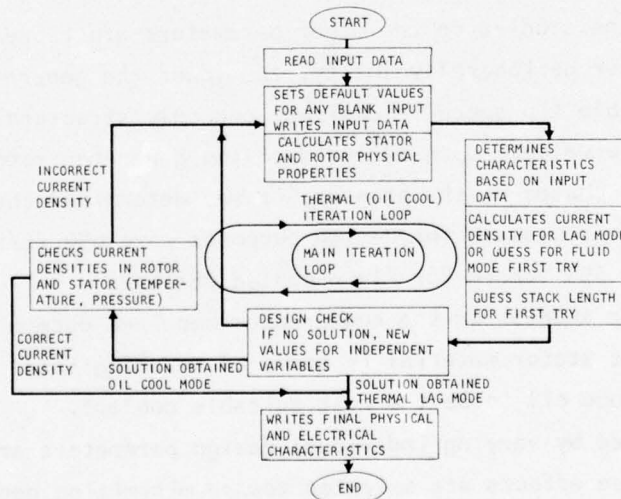 START
READ INPUT DATA
SETS DEFAULT VALUES
FOR ANY BLANK INPUT
WRITES INPUT DATA
CALCULATES STATOR
AND ROTOR PHYSICAL
PROPERTIES
INCORRECT
CURRENT
DENSITY
DETERMINES
CHARACTERISTICS
BASED ON INPUT
DATA
CALCULATES CURRENT
DENSITY FOR LAG MODE
OR GUESS FOR FLUID
MODE FIRST TRY
GUESS STACK LENGTH
FOR FIRST TRY
THERMAL (OIL COOL)
ITERATION LOOP
MAIN ITERATION
LOOP
CHECKS CURRENT
DENSITIES IN ROTOR
AND STATOR (TEMPER-
ATURE, PRESSURE)
DESIGN CHECK
IF NO SOLUTION, NEW
VALUES FOR INDEPENDENT
VARIABLES
CORRECT
CURRENT
DENSITY
SOLUTION OBTAINED
OIL COOL MODE
SOLUTION OBTAINED
THERMAL LAG MODE
WRITES FINAL PHYSICAL
AND ELECTRICAL
CHARACTERISTICS
END